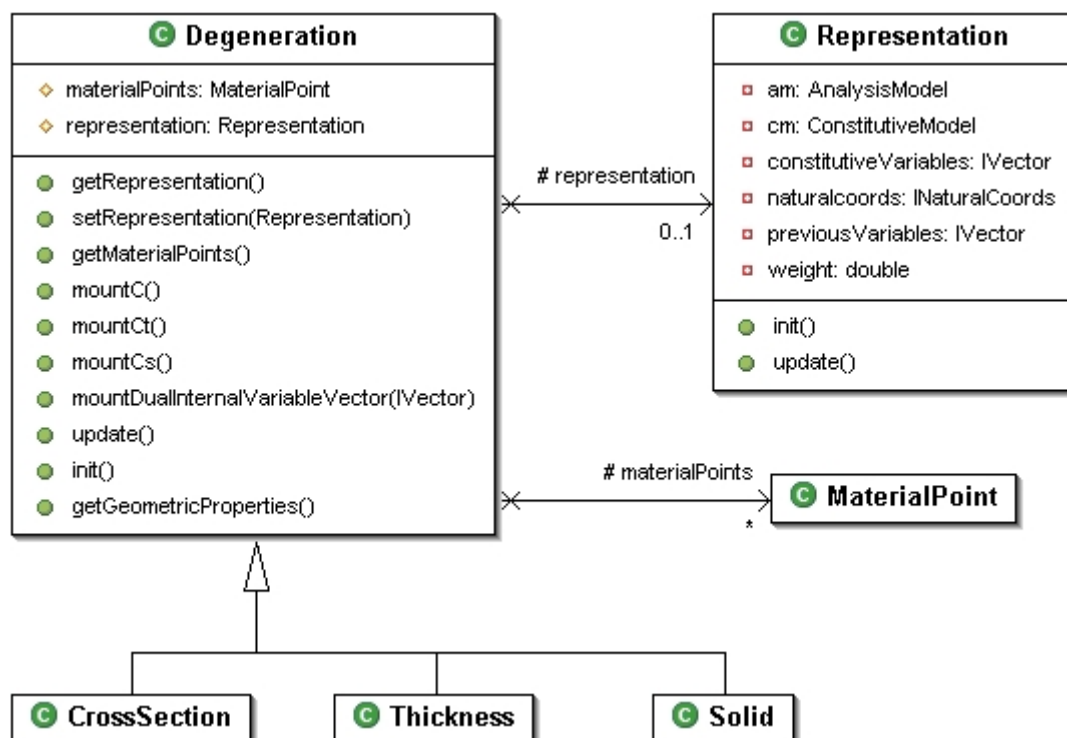 Degeneration
materialPoints: MaterialPoint
representation: Representation
getRepresentation()
setRepresentation(Representation)
getMaterialPoints()
mountC()
mountCt()
mountCs()
mountDualInternalVariableVector(IVector)
update()
init()
getGeometricProperties()
# representation
0..1
Representation
am: AnalysisModel
cm: ConstitutiveModel
constitutiveVariables: IVector
naturalcoords: INaturalCoords
previousVariables: IVector
weight: double
init()
update()
# materialPoints
*
C MaterialPoint
C CrossSection
C Thickness
C Solid